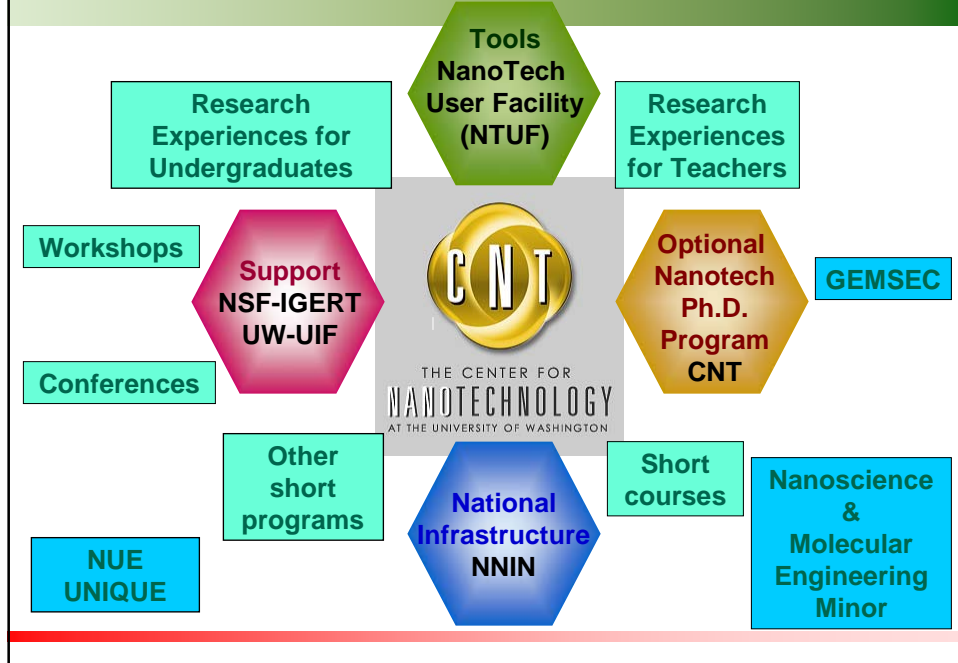 Tools
NanoTech
User Facility
(NTUF)
Research
Experiences for
Undergraduates
Research
Experiences
for Teachers
Workshops
Support
NSF-IGERT
UW-UIF
CNT
Optional
Nanotech
Ph.D.
Program
CNT
GEMSEC
Conferences
THE CENTER FOR
NANOTECHNOLOGY
AT THE UNIVERSITY OF WASHINGTON
Other
short
programs
National
Infrastructure
NNIN
Short
courses
Nanoscience
&
Molecular
Engineering
Minor
NUE
UNIQUE